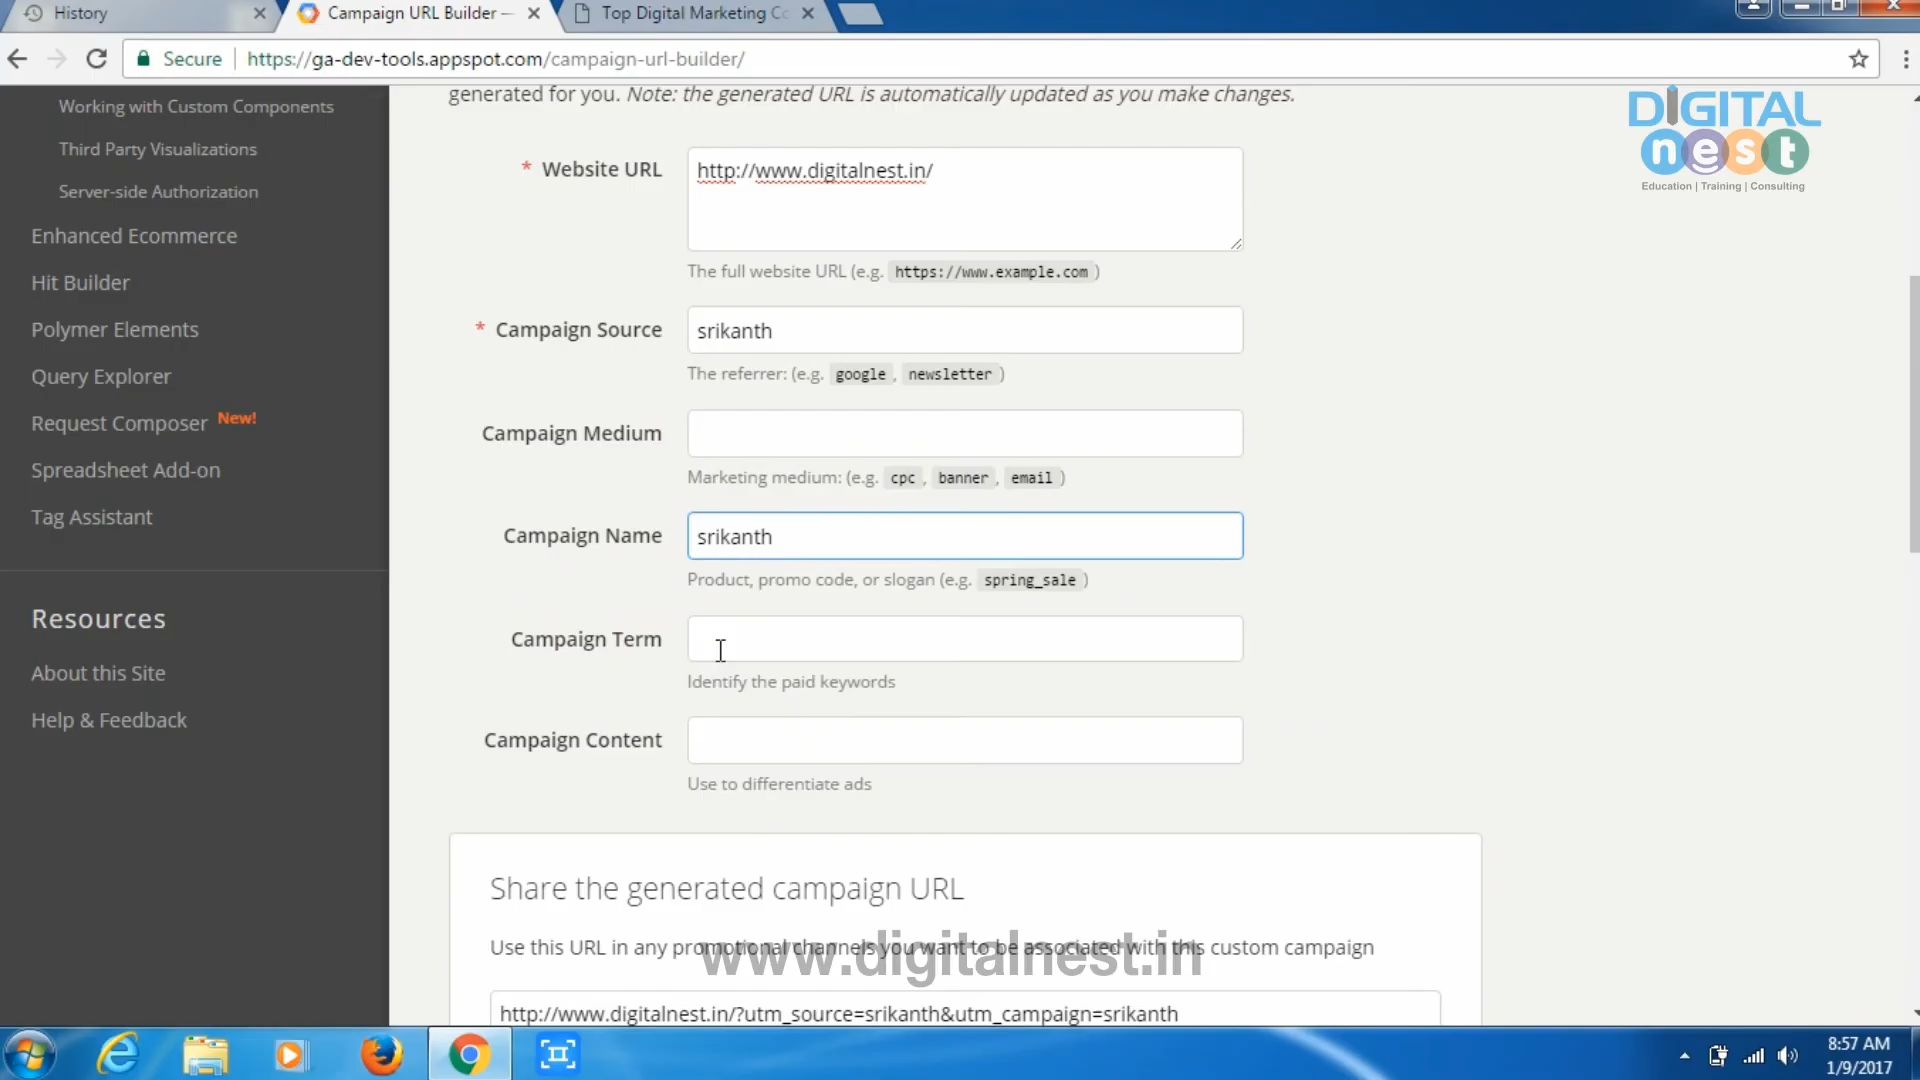 History
Campaign URL Builder —
Top Digital Marketing Co
Secure
https://ga-dev-tools.appspot.com/campaign-url-builder/
Working with Custom Components
Third Party Visualizations
Server-side Authorization
Enhanced Ecommerce
Hit Builder
Polymer Elements
Query Explorer
Request Composer New!
Spreadsheet Add-on
Tag Assistant
Resources
About this Site
Help & Feedback
generated for you. Note: the generated URL is automatically updated as you make changes.
* Website URL
http://www.digitalnest.in/
The full website URL (e.g. https://www.example.com )
* Campaign Source
srikanth
The referrer: (e.g. google , newsletter )
Campaign Medium
Marketing medium: (e.g. cpc , banner , email )
Campaign Name
srikanth
Product, promo code, or slogan (e.g. spring_sale )
Campaign Term
Identify the paid keywords
Campaign Content
Use to differentiate ads
Share the generated campaign URL
Use this URL in any promotional channels you want to be associated with this custom campaign
www.digitalnest.in
http://www.digitalnest.in/?utm_source=srikanth&utm_campaign=srikanth
DIGITAL
nest
Education | Training | Consulting
8:57 AM
1/9/2017